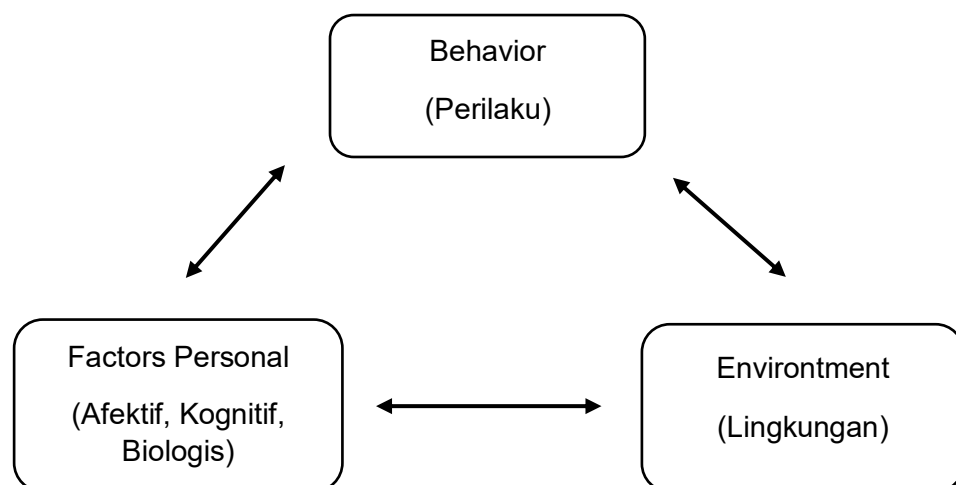 Behavior
(Perilaku)
Factors Personal
(Afektif, Kognitif,
Biologis)
Environtment
(Lingkungan)